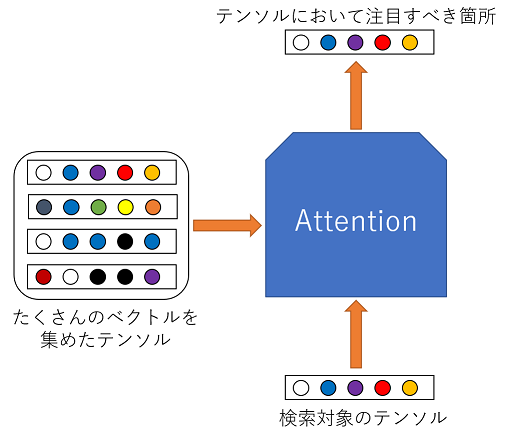 テンソルにおいて注目すべき箇所
Attention
たくさんのベクトルを
集めたテンソル
検索対象のテンソル